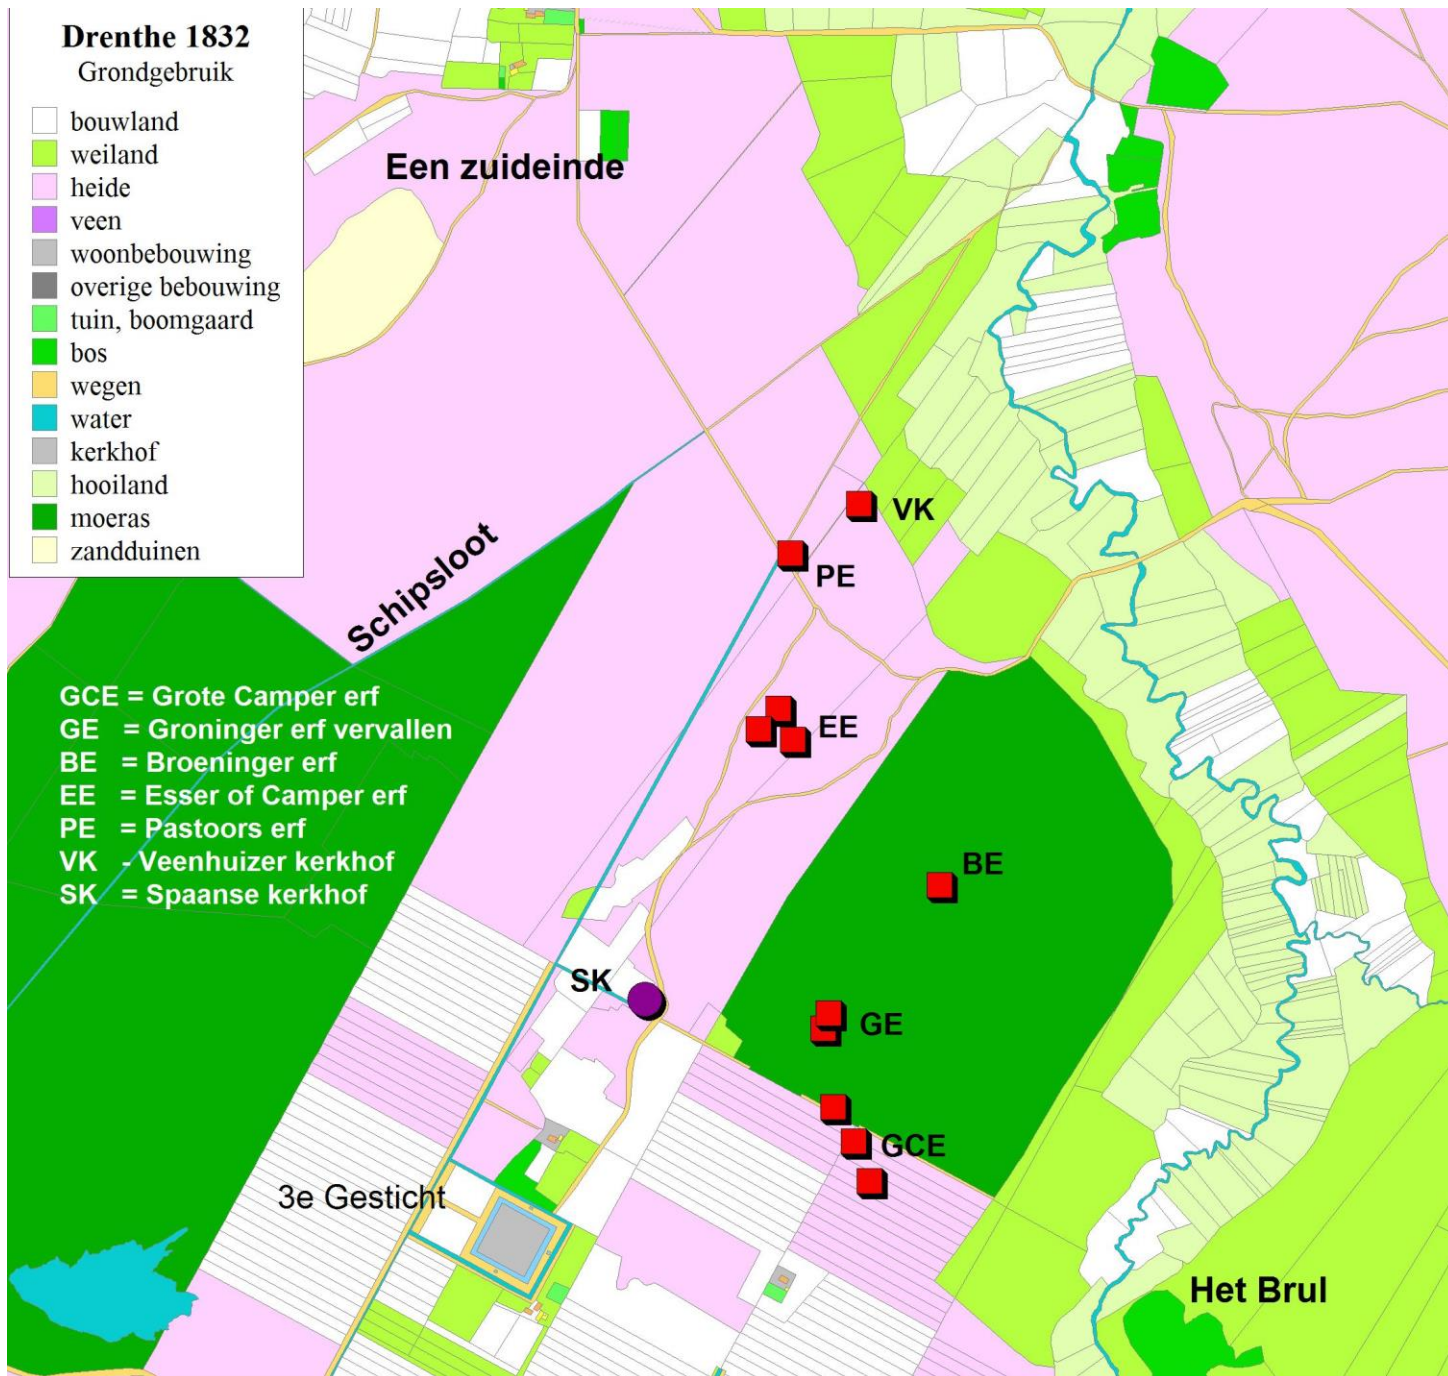 Drenthe 1832
Grondgebruik
bouwland
weiland
heide
veen
woonbebouwing
overige bebouwing
tuin, boomgaard
bos
wegen
water
kerkhof
hooiland
moeras
zandduinen
Een zuideinde
Schipsloot
VK
PE
GCE = Grote Camper erf
GE = Groninger erf vervallen
BE = Broeninger erf
EE = Esser of Camper erf
PE = Pastoors erf
VK - Veenhuizer kerkhof
SK = Spaanse kerkhof
EE
BE
SK
GE
GCE
3e Gesticht
Het Brul